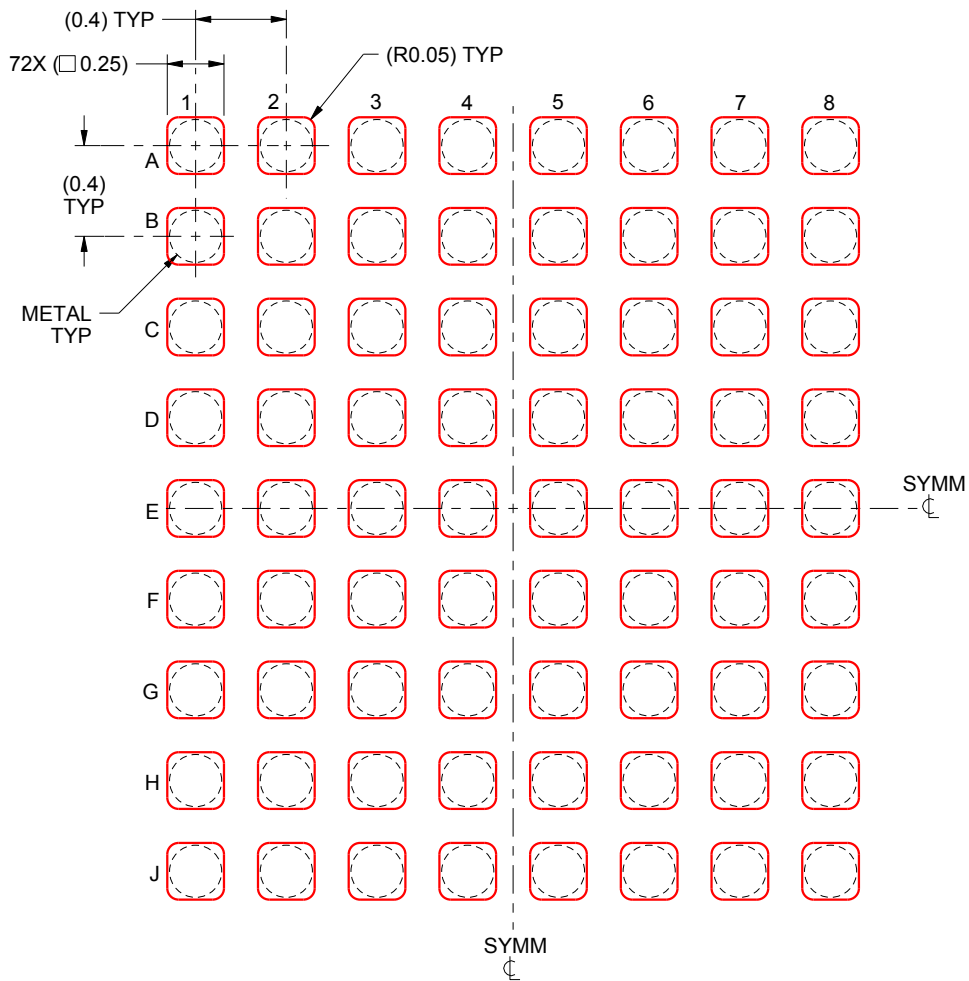 (0.4) TYP
72X (□ 0.25)
(R0.05) TYP
1 2 3 4 5 6 7 8
A
(0.4)
TYP
B
METAL
TYP
C
D
E
SYMM
℄
F
G
H
J
SYMM
℄